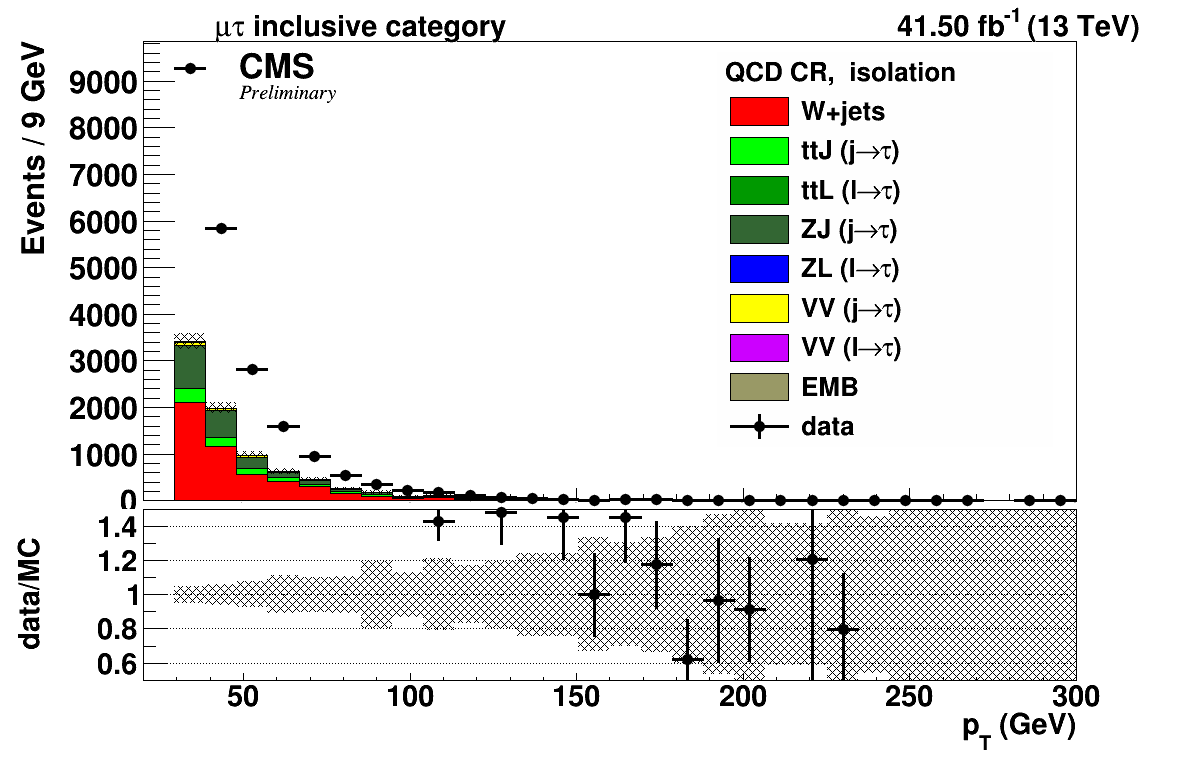 μτ inclusive category
41.50 fb-1 (13 TeV)
CMS
Preliminary
Events / 9 GeV
9000
8000
7000
6000
5000
4000
3000
2000
1000
0
QCD CR, isolation
W+jets
ttJ (j→τ)
ttL (l→τ)
ZJ (j→τ)
ZL (l→τ)
VV (j→τ)
VV (l→τ)
EMB
data
data/MC
1.4
1.2
1
0.8
0.6
50 100 150 200 250 300
pT (GeV)